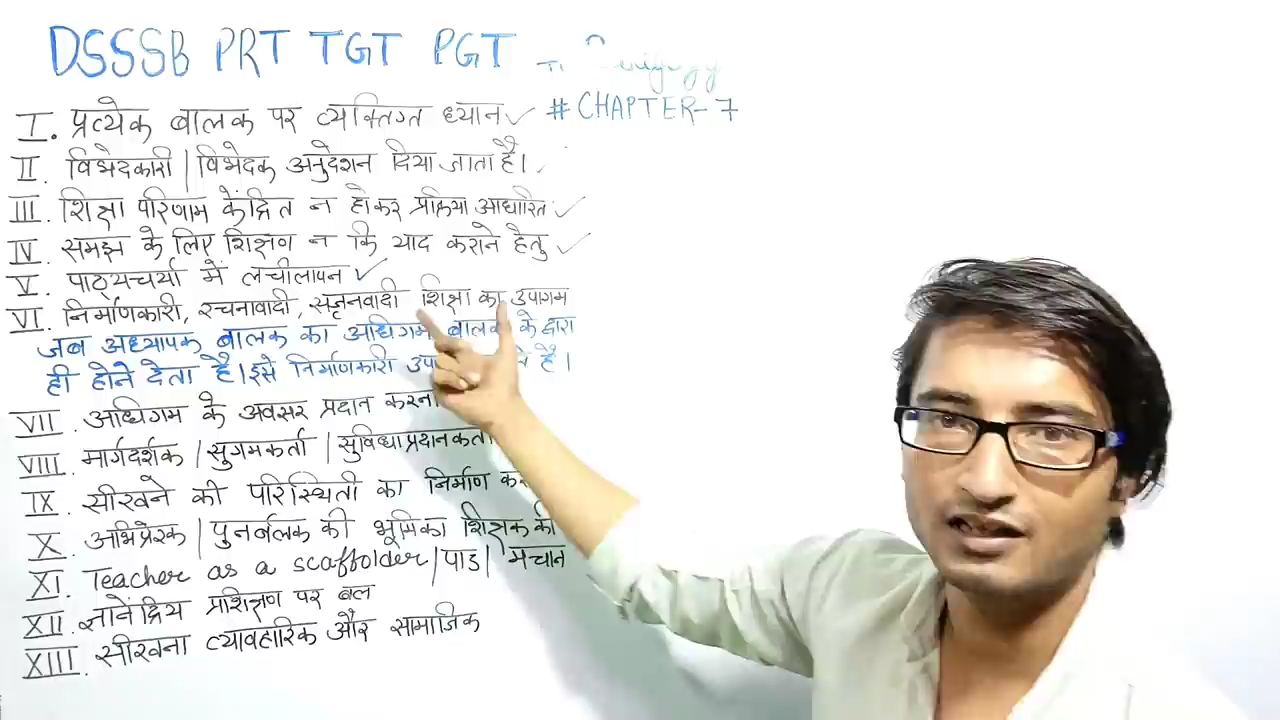 DSSSB PRT TGT PGT
# CHAPTER-7
I. प्रत्येक बालक पर व्यक्तिगत ध्यान ✓
II. विभेदकारी | विभेदक अनुदेशन दिया जाता है। ✓
III. शिक्षा परिणाम केंद्रित न होकर प्रक्रिया आधारित ✓
IV. समझ के लिए शिक्षण न कि याद कराने हेतु ✓
V. पाठ्यचर्या में लचीलापन ✓
VI. निर्माणकारी, रचनावादी, सृजनवादी शिक्षा का उपागम
जब अध्यापक बालक का अधिगम बालक के द्वारा
ही होने देता है। इसे निर्माणकारी है।
VII. अधिगम के अवसर प्रदान करना
VIII. मार्गदर्शक | सुगमकर्ता | सुविधाप्रदानकर्ता
IX. सीखने की परिस्थिती का निर्माण
X. अभिप्रेरक | पुनर्बलक की भूमिका शिक्षक की
XI. Teacher as a scaffolder | पाड | मचान
XII. ज्ञानेंद्रिय प्रशिक्षण पर बल
XIII. सीखना व्यावहारिक और सामाजिक